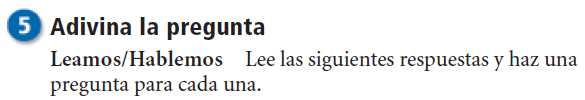 5 Adivina la pregunta
Leamos/Hablemos Lee las siguientes respuestas y haz una
pregunta para cada una.